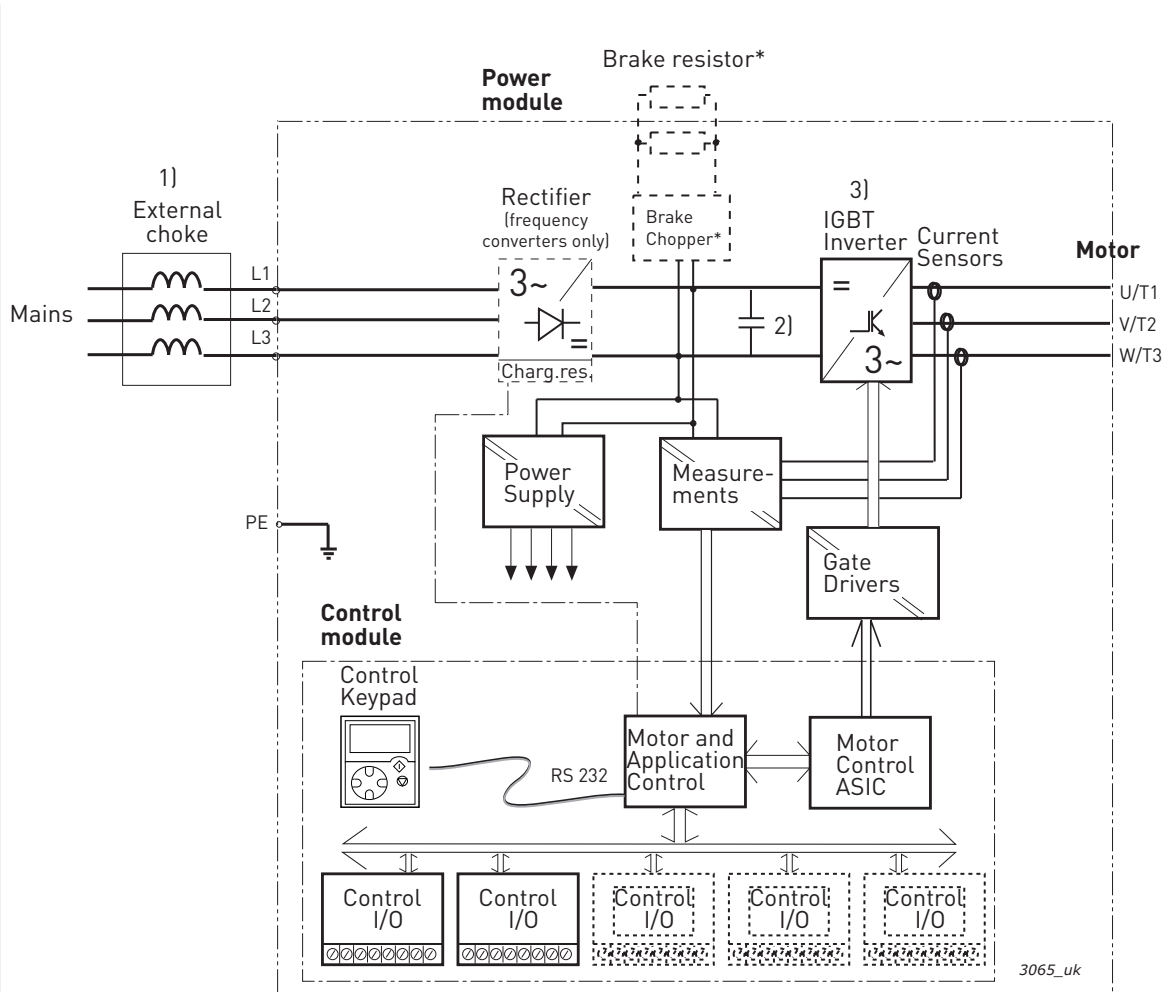 Brake resistor*
Power
module
1)
External
choke
Rectifier
(frequency
converters only)
Brake
Chopper*
3)
IGBT
Inverter
Current
Sensors
Motor
Mains
L1
L2
L3
3~
=
Charg.res.
2)
=
3~
U/T1
V/T2
W/T3
Power
Supply
Measure-
ments
PE
Gate
Drivers
Control
module
Control
Keypad
RS 232
Motor and
Application
Control
Motor
Control
ASIC
Control
I/O
Control
I/O
Control
I/O
Control
I/O
Control
I/O
3065_uk